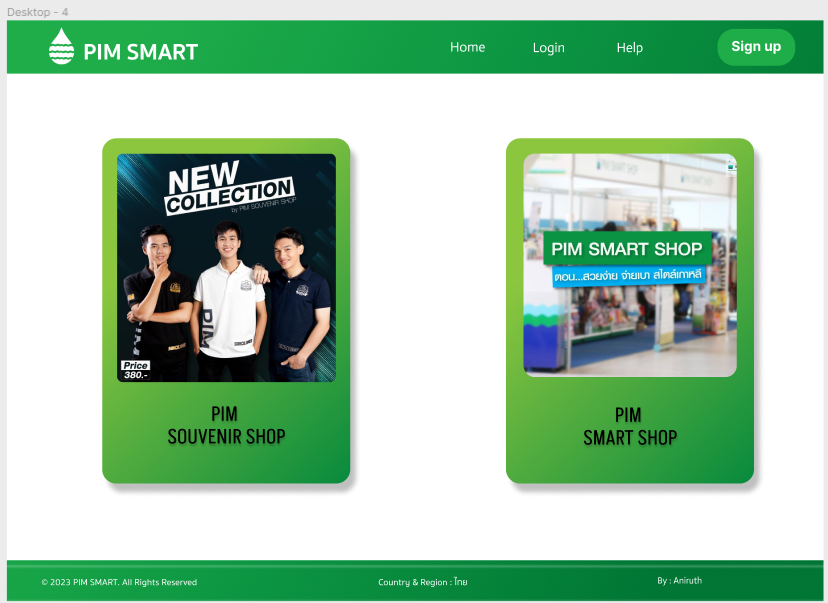 Desktop - 4
PIM SMART
Home
Login
Help
Sign up
NEW
COLLECTION
by PIM SOUVENIR SHOP
PIM
Price
380.-
PIM
SOUVENIR SHOP
PIM SMART SHOP
ตอน...สวยง่าย จ่ายเบา สไตล์เกาหลี
PIM
SMART SHOP
© 2023 PIM SMART. All Rights Reserved
Country & Region : ไทย
By : Aniruth